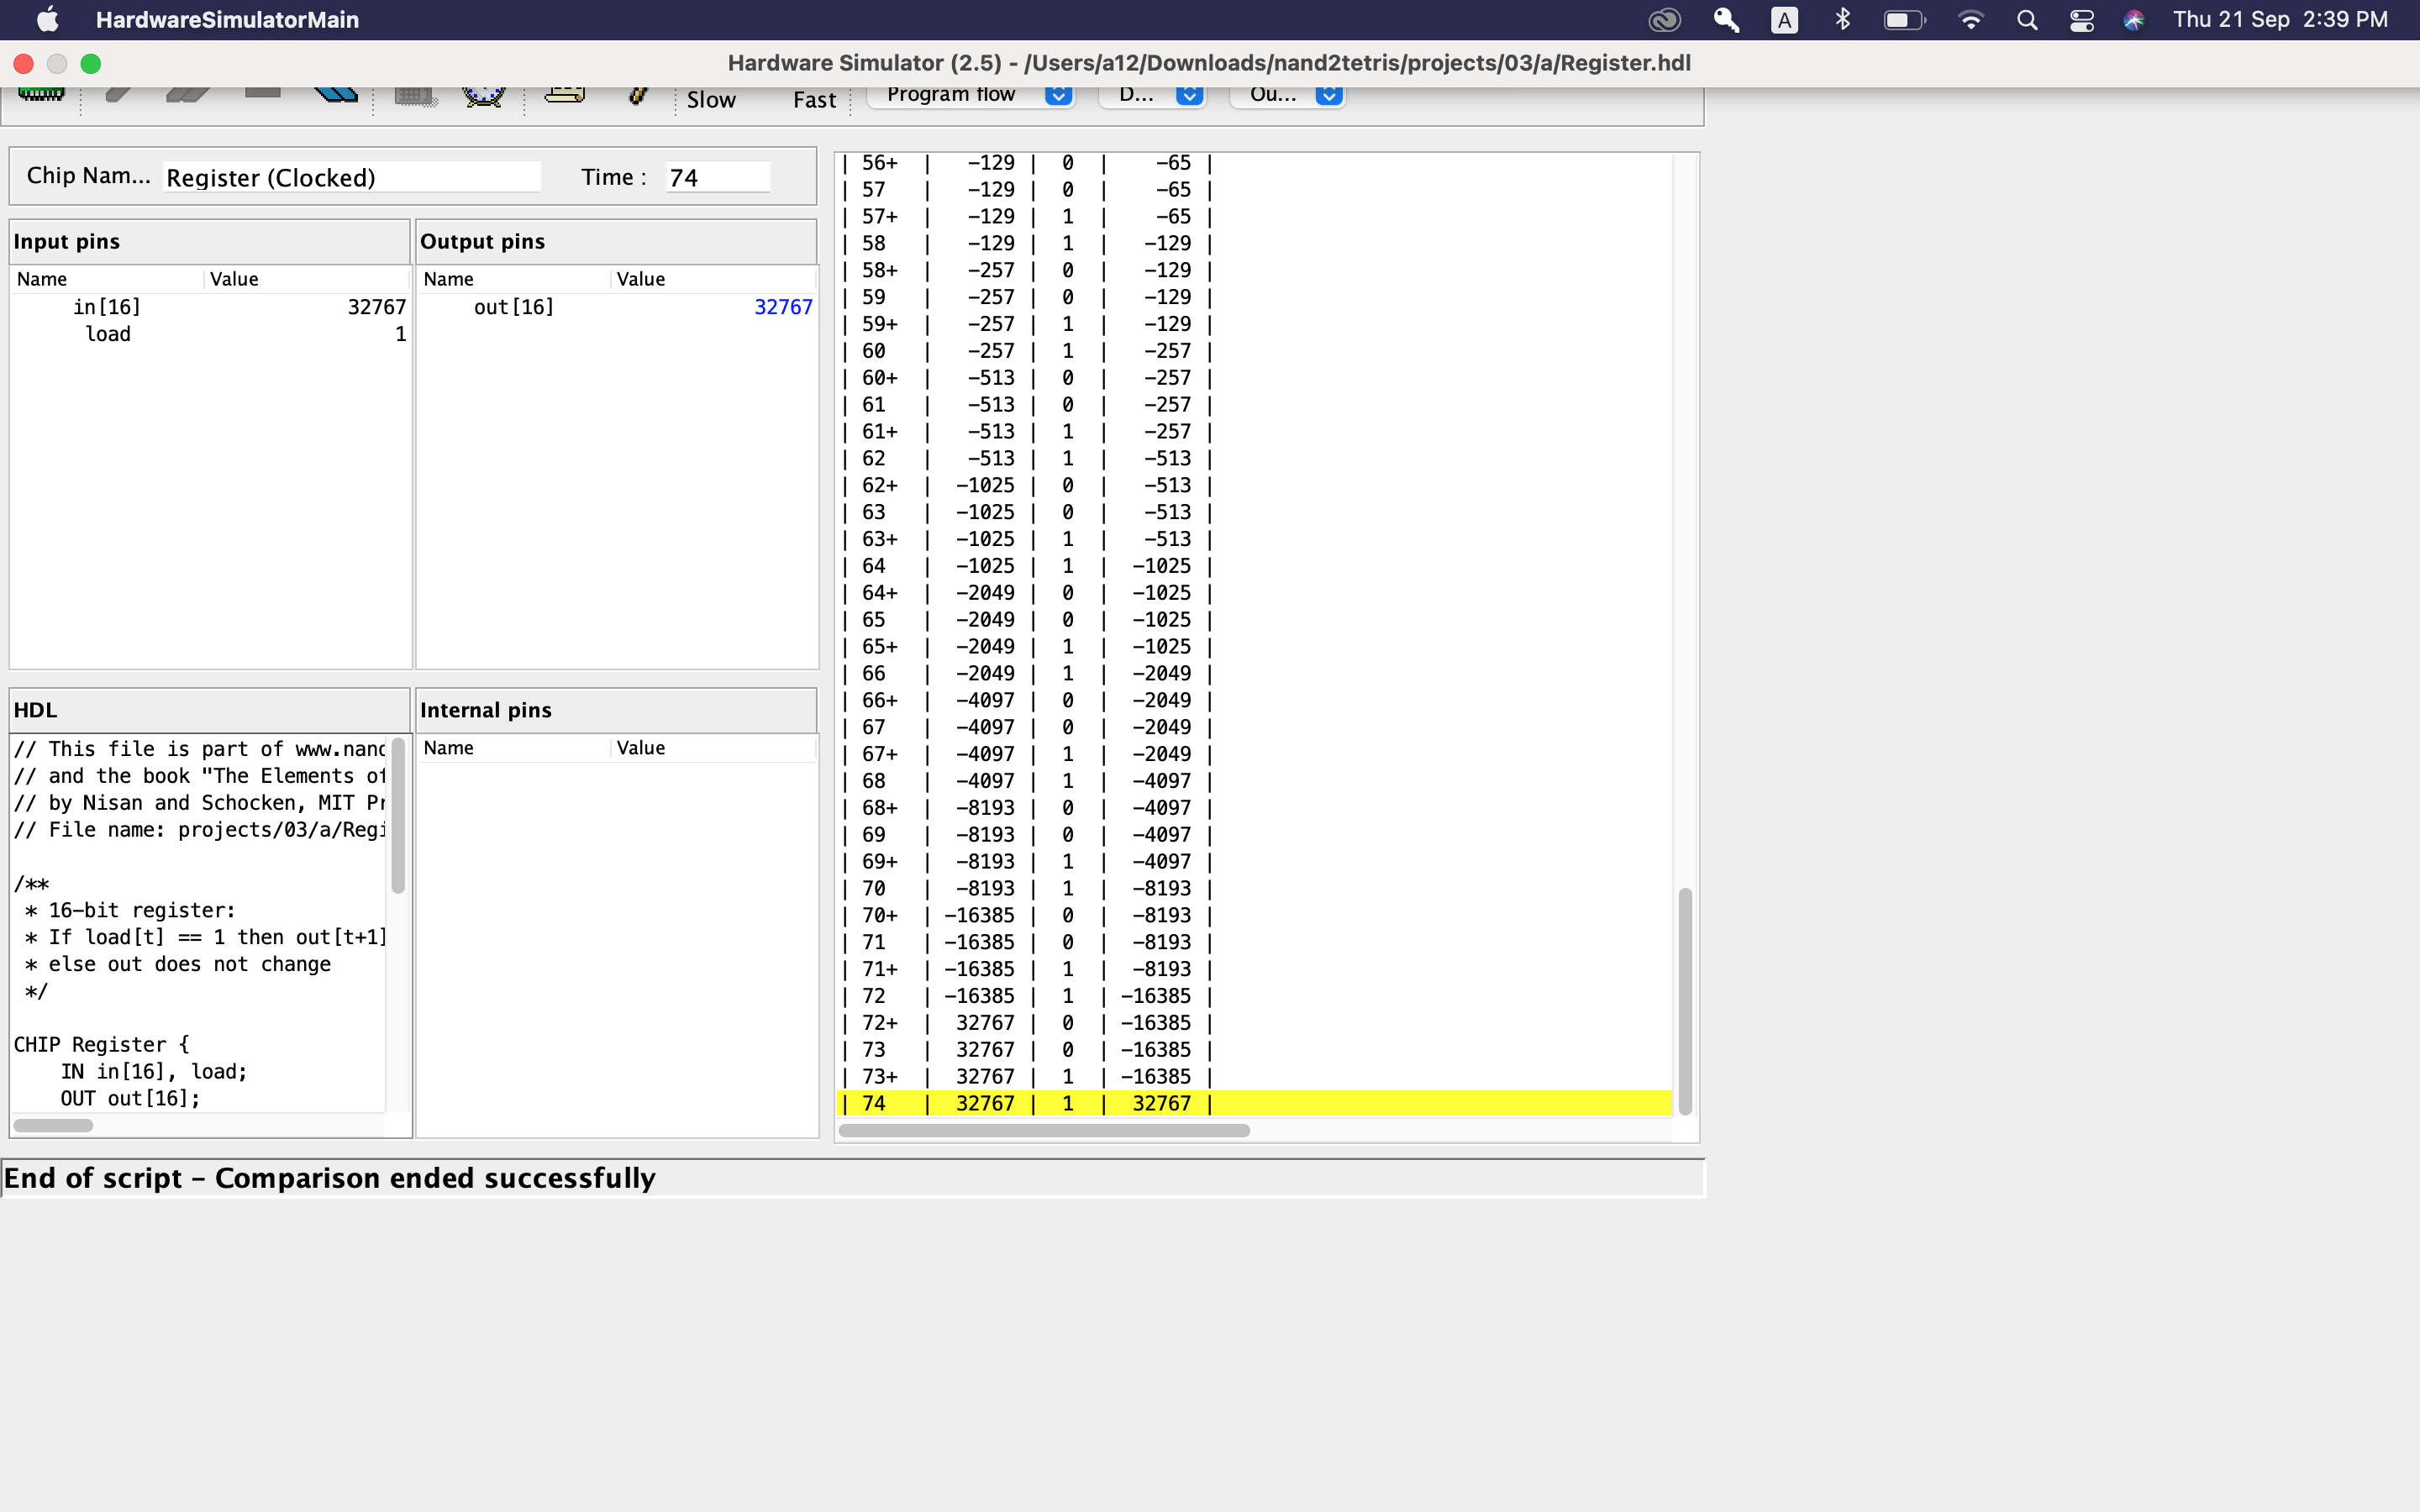 HardwareSimulatorMain
A
Thu 21 Sep 2:39 PM
Hardware Simulator (2.5) - /Users/a12/Downloads/nand2tetris/projects/03/a/Register.hdl
Slow
Fast
Program flow
D...
Ou...
Chip Nam...
Register (Clocked)
Time :
74
Input pins
Name Value
in[16] 32767
load 1
Output pins
Name Value
out[16] 32767
HDL
// This file is part of www.nand
// and the book "The Elements of
// by Nisan and Schocken, MIT Pr
// File name: projects/03/a/Regi
/**
* 16-bit register:
* If load[t] == 1 then out[t+1]
* else out does not change
*/
CHIP Register {
IN in[16], load;
OUT out[16];
Internal pins
Name Value
| 56+ | -129 | 0 | -65 |
| 57 | -129 | 0 | -65 |
| 57+ | -129 | 1 | -65 |
| 58 | -129 | 1 | -129 |
| 58+ | -257 | 0 | -129 |
| 59 | -257 | 0 | -129 |
| 59+ | -257 | 1 | -129 |
| 60 | -257 | 1 | -257 |
| 60+ | -513 | 0 | -257 |
| 61 | -513 | 0 | -257 |
| 61+ | -513 | 1 | -257 |
| 62 | -513 | 1 | -513 |
| 62+ | -1025 | 0 | -513 |
| 63 | -1025 | 0 | -513 |
| 63+ | -1025 | 1 | -513 |
| 64 | -1025 | 1 | -1025 |
| 64+ | -2049 | 0 | -1025 |
| 65 | -2049 | 0 | -1025 |
| 65+ | -2049 | 1 | -1025 |
| 66 | -2049 | 1 | -2049 |
| 66+ | -4097 | 0 | -2049 |
| 67 | -4097 | 0 | -2049 |
| 67+ | -4097 | 1 | -2049 |
| 68 | -4097 | 1 | -4097 |
| 68+ | -8193 | 0 | -4097 |
| 69 | -8193 | 0 | -4097 |
| 69+ | -8193 | 1 | -4097 |
| 70 | -8193 | 1 | -8193 |
| 70+ | -16385 | 0 | -8193 |
| 71 | -16385 | 0 | -8193 |
| 71+ | -16385 | 1 | -8193 |
| 72 | -16385 | 1 | -16385 |
| 72+ | 32767 | 0 | -16385 |
| 73 | 32767 | 0 | -16385 |
| 73+ | 32767 | 1 | -16385 |
| 74 | 32767 | 1 | 32767 |
End of script - Comparison ended successfully